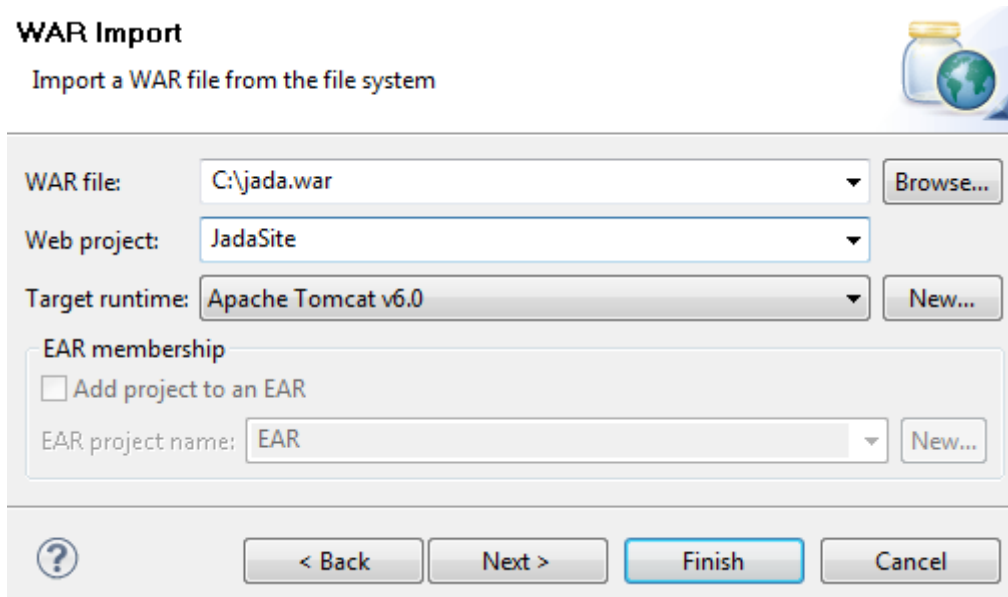 WAR Import
Import a WAR file from the file system
WAR file: C:\jada.war Browse...
Web project: JadaSite
Target runtime: Apache Tomcat v6.0 New...
EAR membership
Add project to an EAR
EAR project name: EAR New...
? < Back Next > Finish Cancel